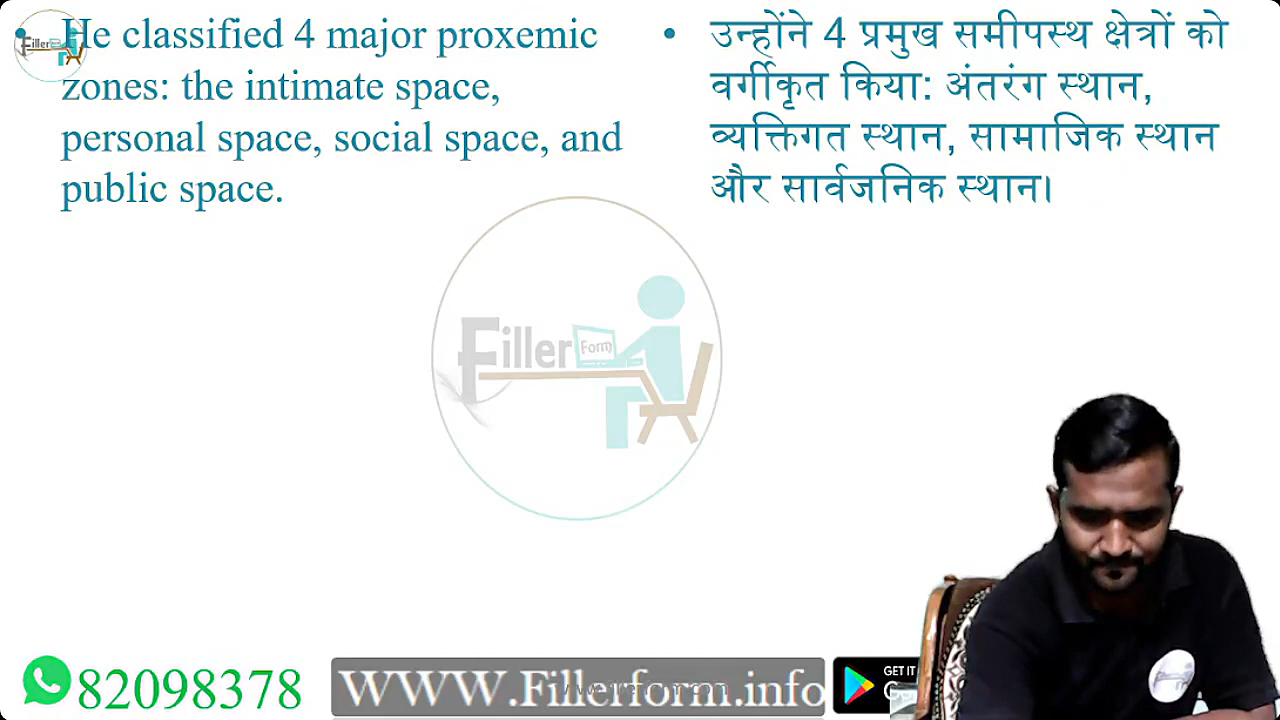 He classified 4 major proxemic
zones: the intimate space,
personal space, social space, and
public space.
उन्होंने 4 प्रमुख समीपस्थ क्षेत्रों को
वर्गीकृत किया: अंतरंग स्थान,
व्यक्तिगत स्थान, सामाजिक स्थान
और सार्वजनिक स्थान।
Filler Form
82098378
WWW.Fillerform.info
GET IT